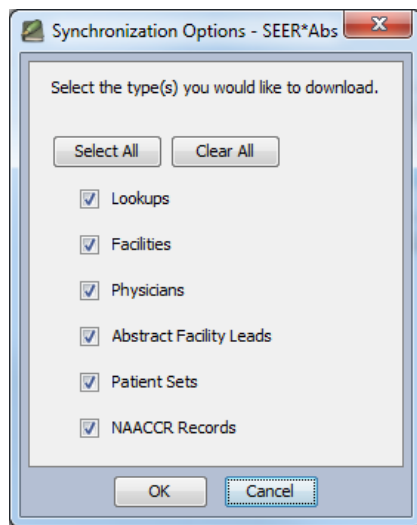 Synchronization Options - SEER*Abs
Select the type(s) you would like to download.
Select All Clear All
Lookups
Facilities
Physicians
Abstract Facility Leads
Patient Sets
NAACCR Records
OK Cancel